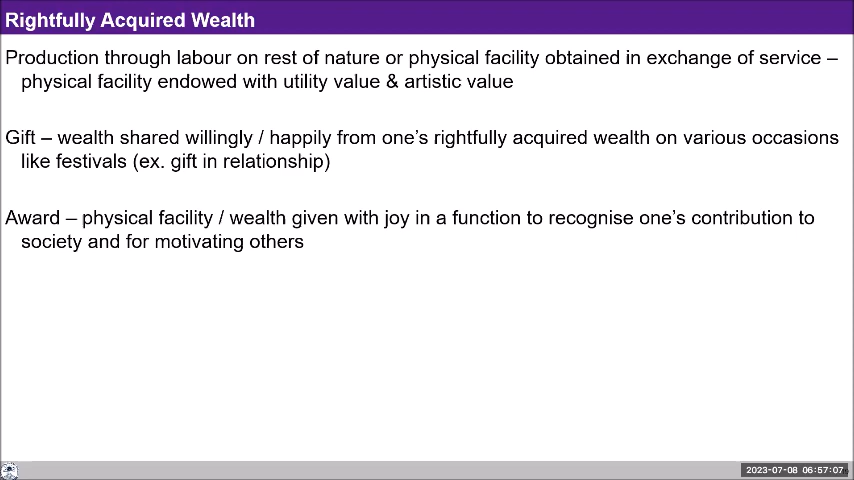 Rightfully Acquired Wealth
Production through labour on rest of nature or physical facility obtained in exchange of service –
physical facility endowed with utility value & artistic value
Gift – wealth shared willingly / happily from one’s rightfully acquired wealth on various occasions
like festivals (ex. gift in relationship)
Award – physical facility / wealth given with joy in a function to recognise one’s contribution to
society and for motivating others
2023-07-08 06:57:07